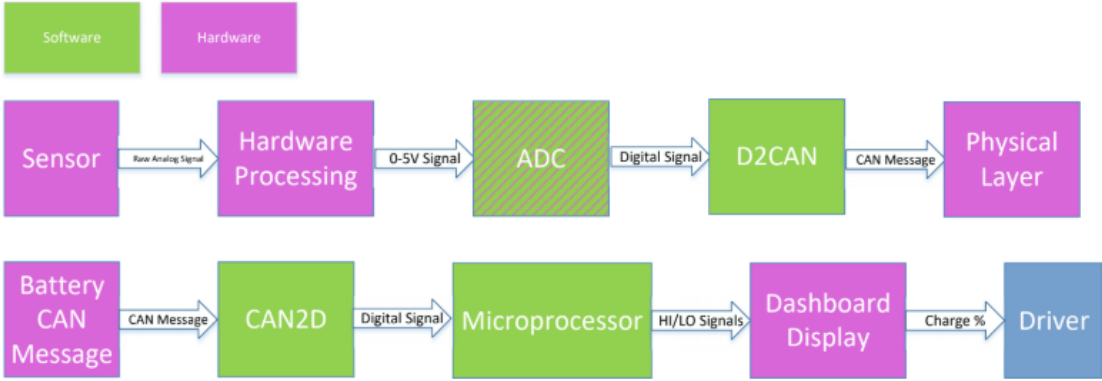 Software
Hardware
Sensor
Raw Analog Signal
Hardware
Processing
0-5V Signal
ADC
Digital Signal
D2CAN
CAN Message
Physical
Layer
Battery
CAN
Message
CAN Message
CAN2D
Digital Signal
Microprocessor
HI/LO Signals
Dashboard
Display
Charge %
Driver